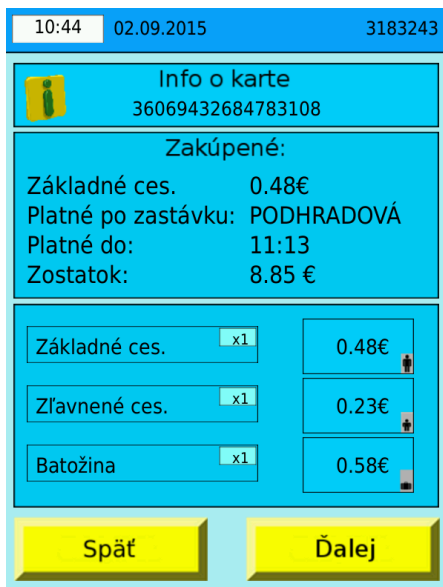 10:44 02.09.2015 3183243
Info o karte
36069432684783108
Zakúpené:
Základné ces. 0.48€
Platné po zastávku: PODHRADOVÁ
Platné do: 11:13
Zostatok: 8.85 €
Základné ces. x1 0.48€
Zľavnené ces. x1 0.23€
Batožina x1 0.58€
Späť Ďalej